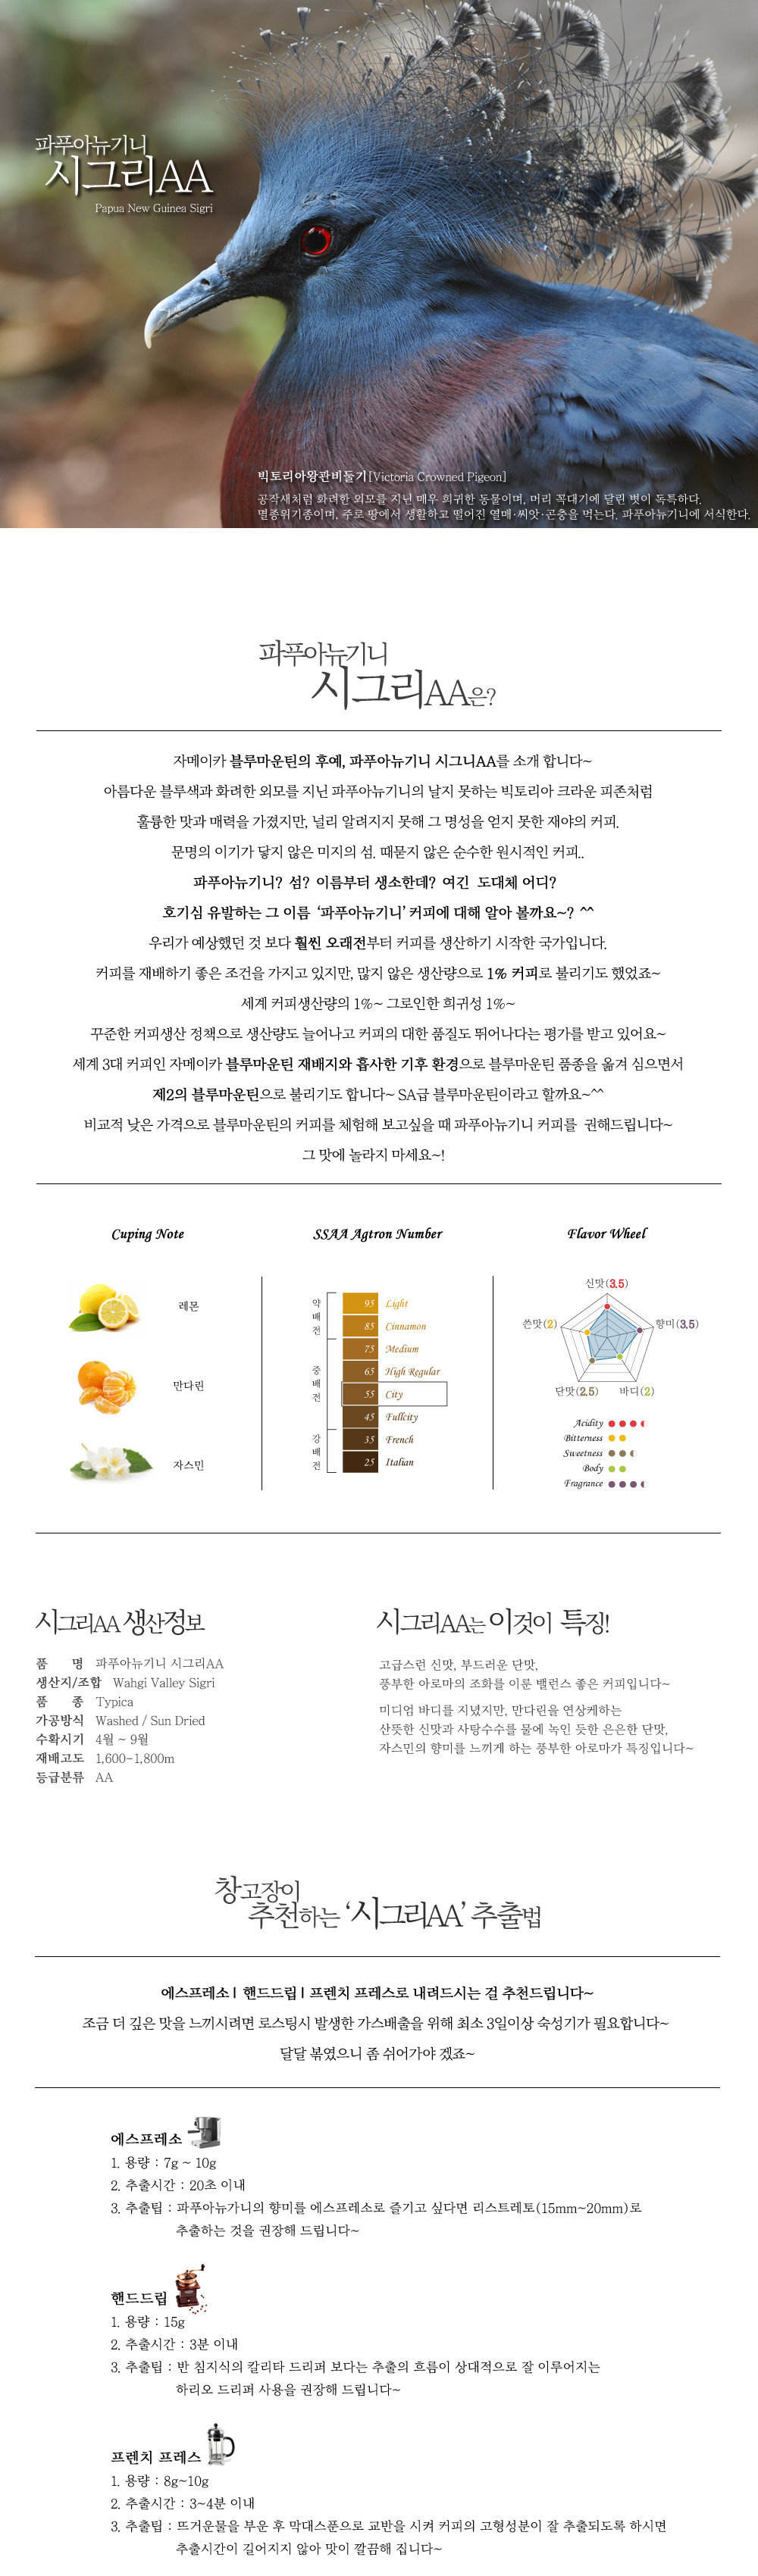 파푸아뉴기니
시그리AA
Papua New Guinea Sigri
빅토리아왕관비둘기[Victoria Crowned Pigeon]
공작새처럼 화려한 외모를 지닌 매우 희귀한 동물이며, 머리 꼭대기에 달린 볏이 독특하다.
멸종위기종이며, 주로 땅에서 생활하고 떨어진 열매·씨앗·곤충을 먹는다. 파푸아뉴기니에 서식한다.
파푸아뉴기니
시그리AA은?
자메이카 블루마운틴의 후예, 파푸아뉴기니 시그니AA를 소개 합니다~
아름다운 블루색과 화려한 외모를 지닌 파푸아뉴기니의 날지 못하는 빅토리아 크라운 피존처럼
훌륭한 맛과 매력을 가졌지만, 널리 알려지지 못해 그 명성을 얻지 못한 재야의 커피.
문명의 이기가 닿지 않은 미지의 섬. 때묻지 않은 순수한 원시적인 커피..
파푸아뉴기니? 섬? 이름부터 생소한데? 여긴 도대체 어디?
호기심 유발하는 그 이름 ‘파푸아뉴기니’ 커피에 대해 알아 볼까요~? ^^
우리가 예상했던 것 보다 훨씬 오래전부터 커피를 생산하기 시작한 국가입니다.
커피를 재배하기 좋은 조건을 가지고 있지만, 많지 않은 생산량으로 1% 커피로 불리기도 했었죠~
세계 커피생산량의 1%~ 그로인한 희귀성 1%~
꾸준한 커피생산 정책으로 생산량도 늘어나고 커피의 대한 품질도 뛰어나다는 평가를 받고 있어요~
세계 3대 커피인 자메이카 블루마운틴 재배지와 흡사한 기후 환경으로 블루마운틴 품종을 옮겨 심으면서
제2의 블루마운틴으로 불리기도 합니다~ SA급 블루마운틴이라고 할까요~^^
비교적 낮은 가격으로 블루마운틴의 커피를 체험해 보고싶을 때 파푸아뉴기니 커피를 권해드립니다~
그 맛에 놀라지 마세요~!
Cuping Note
레몬
만다린
자스민
SSAA Agtron Number
약배전
중배전
강배전
95 Light
85 Cinnamon
75 Medium
65 High Regular
55 City
45 Fullcity
35 French
25 Italian
Flavor Wheel
신맛(3.5)
쓴맛(2)
향미(3.5)
단맛(2.5)
바디(2)
Acidity
Bitterness
Sweetness
Body
Fragrance
시그리AA 생산정보
품 명 파푸아뉴기니 시그리AA
생산지/조합 Wahgi Valley Sigri
품 종 Typica
가공방식 Washed / Sun Dried
수확시기 4월 ~ 9월
재배고도 1,600-1,800m
등급분류 AA
시그리AA는 이것이 특징!
고급스런 신맛, 부드러운 단맛,
풍부한 아로마의 조화를 이룬 밸런스 좋은 커피입니다~
미디엄 바디를 지녔지만, 만다린을 연상케하는
산뜻한 신맛과 사탕수수를 물에 녹인 듯한 은은한 단맛,
자스민의 향미를 느끼게 하는 풍부한 아로마가 특징입니다~
창고장이
추천하는 ‘시그리AA’ 추출법
에스프레소 | 핸드드립 | 프렌치 프레스로 내려드시는 걸 추천드립니다~
조금 더 깊은 맛을 느끼시려면 로스팅시 발생한 가스배출을 위해 최소 3일이상 숙성기가 필요합니다~
달달 볶였으니 좀 쉬어가야 겠죠~
에스프레소
1. 용량 : 7g ~ 10g
2. 추출시간 : 20초 이내
3. 추출팁 : 파푸아뉴가니의 향미를 에스프레소로 즐기고 싶다면 리스트레토(15mm~20mm)로
추출하는 것을 권장해 드립니다~
핸드드립
1. 용량 : 15g
2. 추출시간 : 3분 이내
3. 추출팁 : 반 침지식의 칼리타 드리퍼 보다는 추출의 흐름이 상대적으로 잘 이루어지는
하리오 드리퍼 사용을 권장해 드립니다~
프렌치 프레스
1. 용량 : 8g~10g
2. 추출시간 : 3~4분 이내
3. 추출팁 : 뜨거운물을 부운 후 막대스푼으로 교반을 시켜 커피의 고형성분이 잘 추출되도록 하시면
추출시간이 길어지지 않아 맛이 깔끔해 집니다~